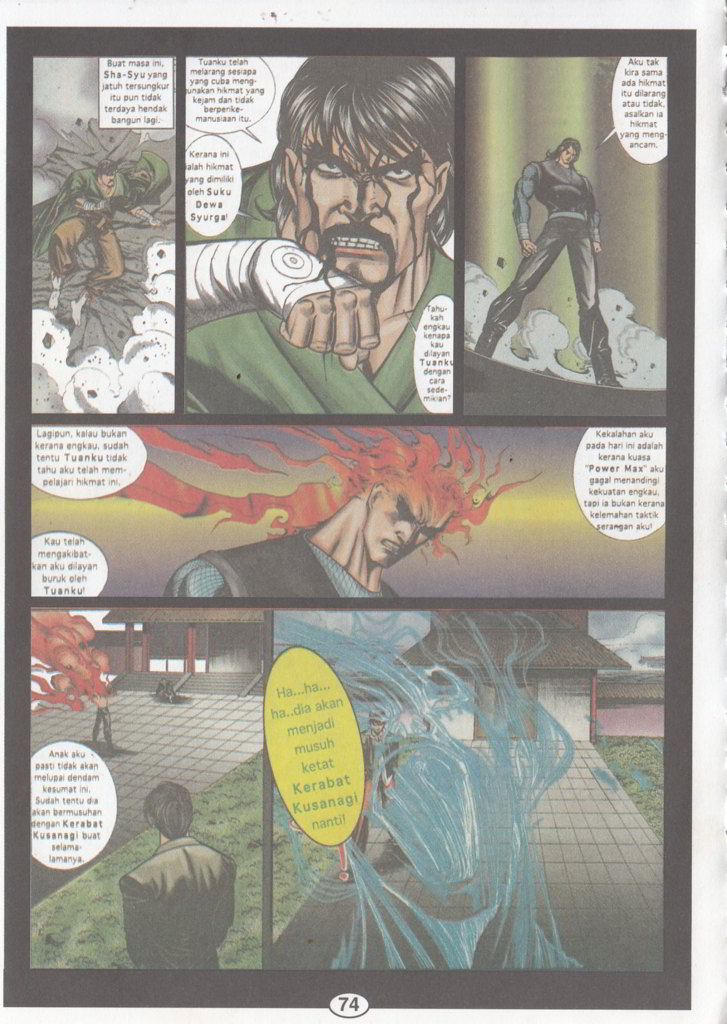 Buat masa ini,
Sha-Syu yang
jatuh tersungkur
itu pun tidak
terdaya hendak
bangun lagi.
Tuanku telah
melarang sesiapa
yang cuba meng-
unakan hikmat yang
kejam dan tidak
berperike-
manusiaan itu.
Kerana ini
ialah hikmat
yang dimiliki
oleh Suku
Dewa
Syurga!
Tahu-
kah
engkau
kenapa
kau
dilayan
Tuanku
dengan
cara
sede-
mikian?
Aku tak
kira sama
ada hikmat
itu dilarang
atau tidak,
asalkan ia
hikmat
yang meng-
ancam.
Lagipun, kalau bukan
kerana engkau, sudah
tentu Tuanku tidak
tahu aku telah mem-
pelajari hikmat ini.
Kau telah
mengakibat-
kan aku dilayan
buruk oleh
Tuanku!
Kekalahan aku
pada hari ini adalah
kerana kuasa
"Power Max" aku
gagal menandingi
kekuatan engkau,
tapi ia bukan kerana
kelemahan taktik
serangan aku!
Anak aku
pasti tidak akan
melupai dendam
kesumat ini.
Sudah tentu dia
akan bermusuhan
dengan Kerabat
Kusanagi buat
selama-
lamanya.
Ha...ha...
ha..dia akan
menjadi
musuh
ketat
Kerabat
Kusanagi
nanti!
74